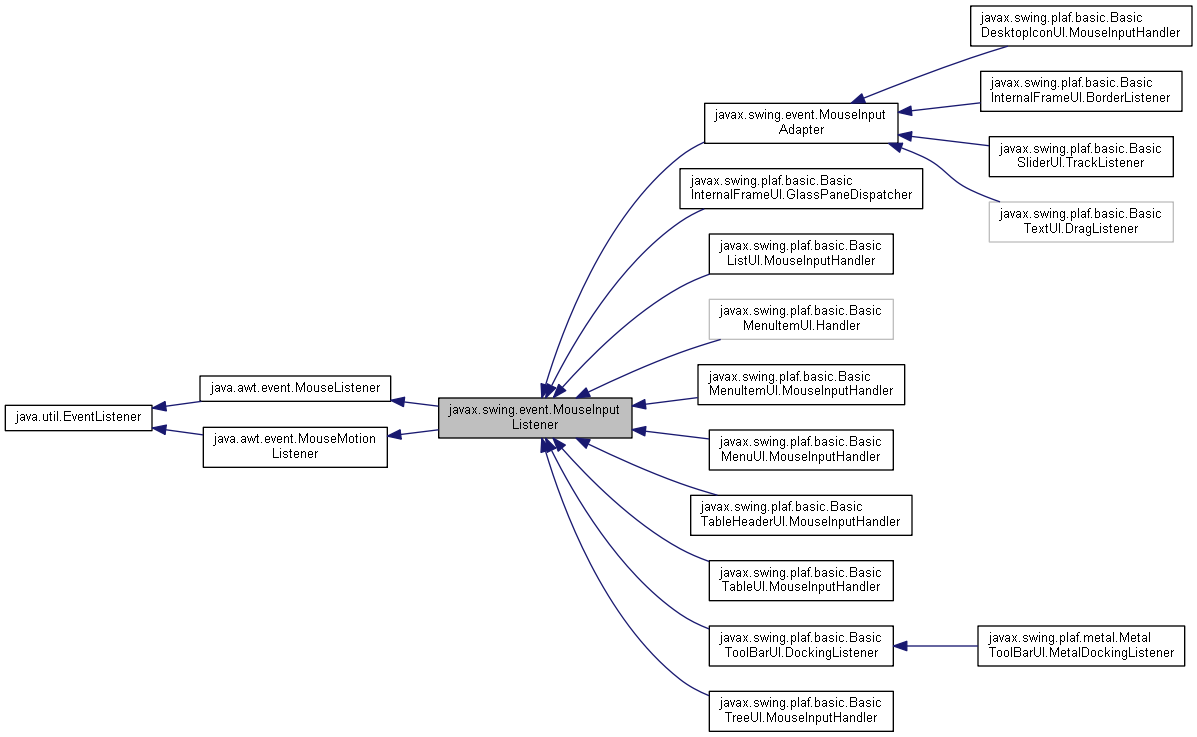 javax.swing.plaf.basic.Basic
DesktopIconUI.MouseInputHandler
javax.swing.plaf.basic.Basic
InternalFrameUI.BorderListener
javax.swing.event.MouseInput
Adapter
javax.swing.plaf.basic.Basic
SliderUI.TrackListener
javax.swing.plaf.basic.Basic
InternalFrameUI.GlassPaneDispatcher
javax.swing.plaf.basic.Basic
TextUI.DragListener
javax.swing.plaf.basic.Basic
ListUI.MouseInputHandler
javax.swing.plaf.basic.Basic
MenuItemUI.Handler
java.awt.event.MouseListener
javax.swing.plaf.basic.Basic
MenuItemUI.MouseInputHandler
java.util.EventListener
javax.swing.event.MouseInput
Listener
java.awt.event.MouseMotion
Listener
javax.swing.plaf.basic.Basic
MenuUI.MouseInputHandler
javax.swing.plaf.basic.Basic
TableHeaderUI.MouseInputHandler
javax.swing.plaf.basic.Basic
TableUI.MouseInputHandler
javax.swing.plaf.basic.Basic
ToolBarUI.DockingListener
javax.swing.plaf.metal.Metal
ToolBarUI.MetalDockingListener
javax.swing.plaf.basic.Basic
TreeUI.MouseInputHandler